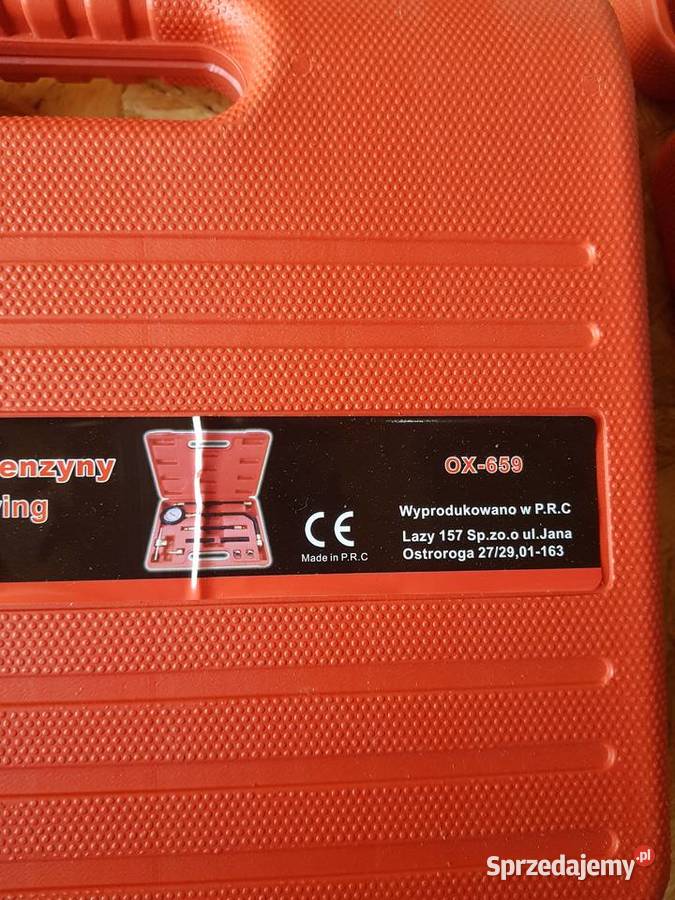 enzyny
ving
CE
Made in P.R.C
OX-659
Wyprodukowano w P.R.C
Lazy 157 Sp.zo.o ul.Jana
Ostroroga 27/29,01-163
Sprzedajemy.pl